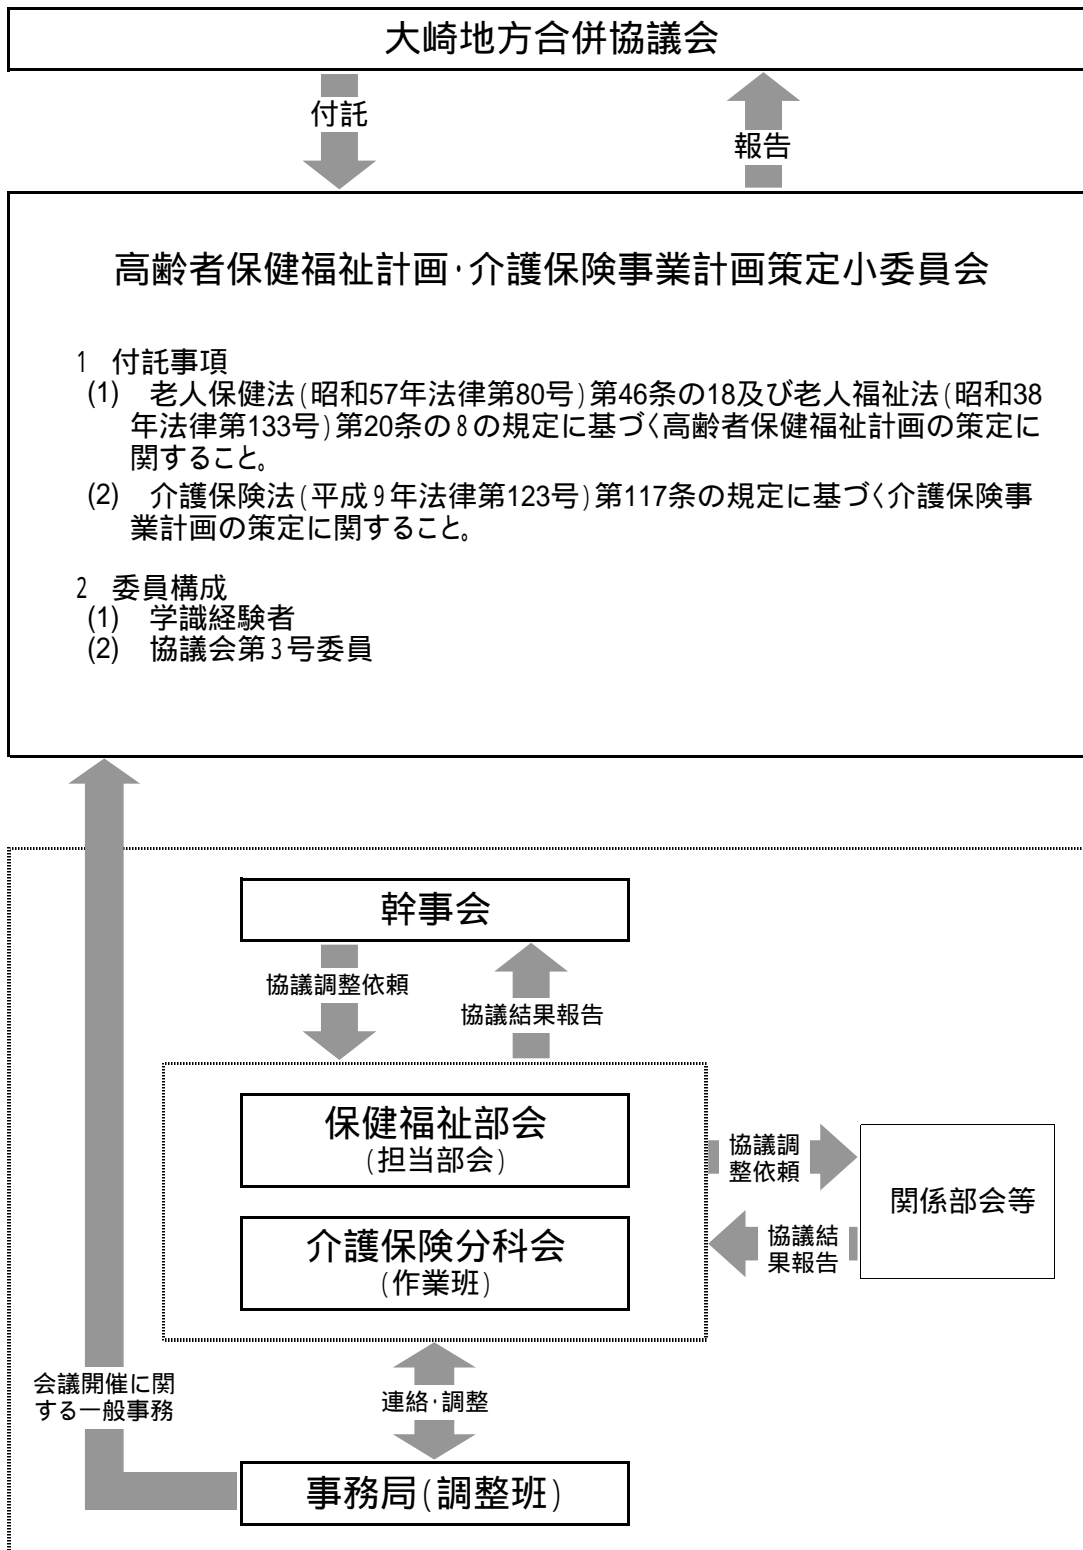 大崎地方合併協議会
付託
報告
高齢者保健福祉計画・介護保険事業計画策定小委員会
1 付託事項
(1) 老人保健法(昭和57年法律第80号)第46条の18及び老人福祉法(昭和38
年法律第133号)第20条の8の規定に基づく高齢者保健福祉計画の策定に
関すること。
(2) 介護保険法(平成9年法律第123号)第117条の規定に基づく介護保険事
業計画の策定に関すること。
2 委員構成
(1) 学識経験者
(2) 協議会第3号委員
幹事会
協議調整依頼
協議結果報告
保健福祉部会
(担当部会)
協議調
整依頼
関係部会等
介護保険分科会
(作業班)
協議結
果報告
会議開催に関
する一般事務
連絡・調整
事務局(調整班)